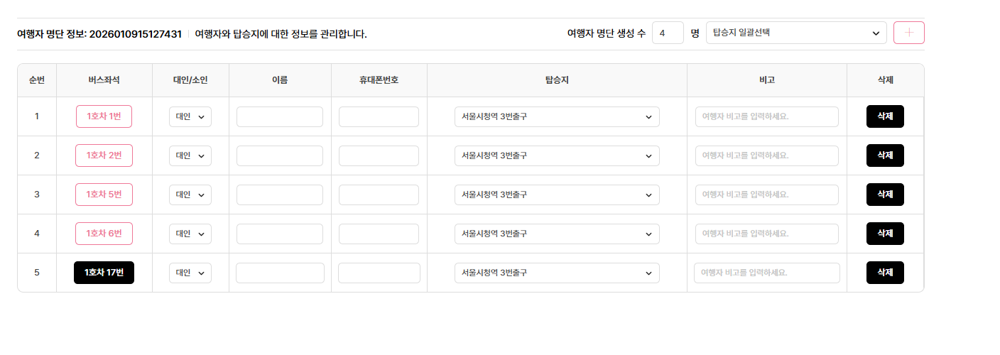 여행자 명단 정보: 2026010915127431 여행자와 탑승지에 대한 정보를 관리합니다. 여행자 명단 생성 수 4 명 탑승지 일괄선택 +
순번 버스좌석 대인/소인 이름 휴대폰번호 탑승지 비고 삭제
1 1호차 1번 대인 서울시청역 3번출구 여행자 비고를 입력하세요. 삭제
2 1호차 2번 대인 서울시청역 3번출구 여행자 비고를 입력하세요. 삭제
3 1호차 5번 대인 서울시청역 3번출구 여행자 비고를 입력하세요. 삭제
4 1호차 6번 대인 서울시청역 3번출구 여행자 비고를 입력하세요. 삭제
5 1호차 17번 대인 서울시청역 3번출구 여행자 비고를 입력하세요. 삭제